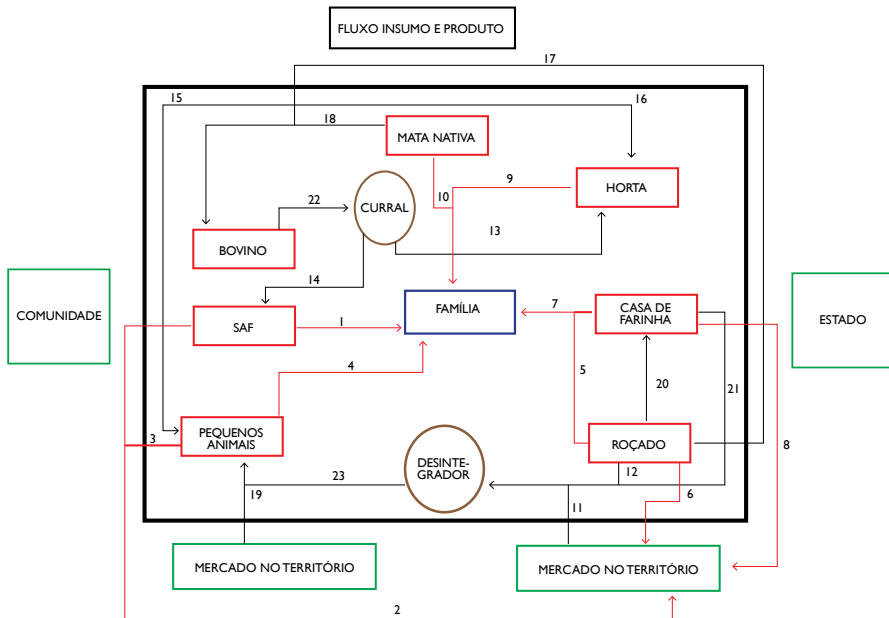 FLUXO INSUMO E PRODUTO
17
15
16
18
MATA NATIVA
9
10
HORTA
22
CURRAL
13
BOVINO
14
COMUNIDADE
SAF
1
FAMÍLIA
7
CASA DE
FARINHA
ESTADO
4
5
20
21
3
PEQUENOS
ANIMAIS
ROÇADO
8
DESINTE-
GRADOR
12
23
19
6
11
MERCADO NO TERRITÓRIO
MERCADO NO TERRITÓRIO
2